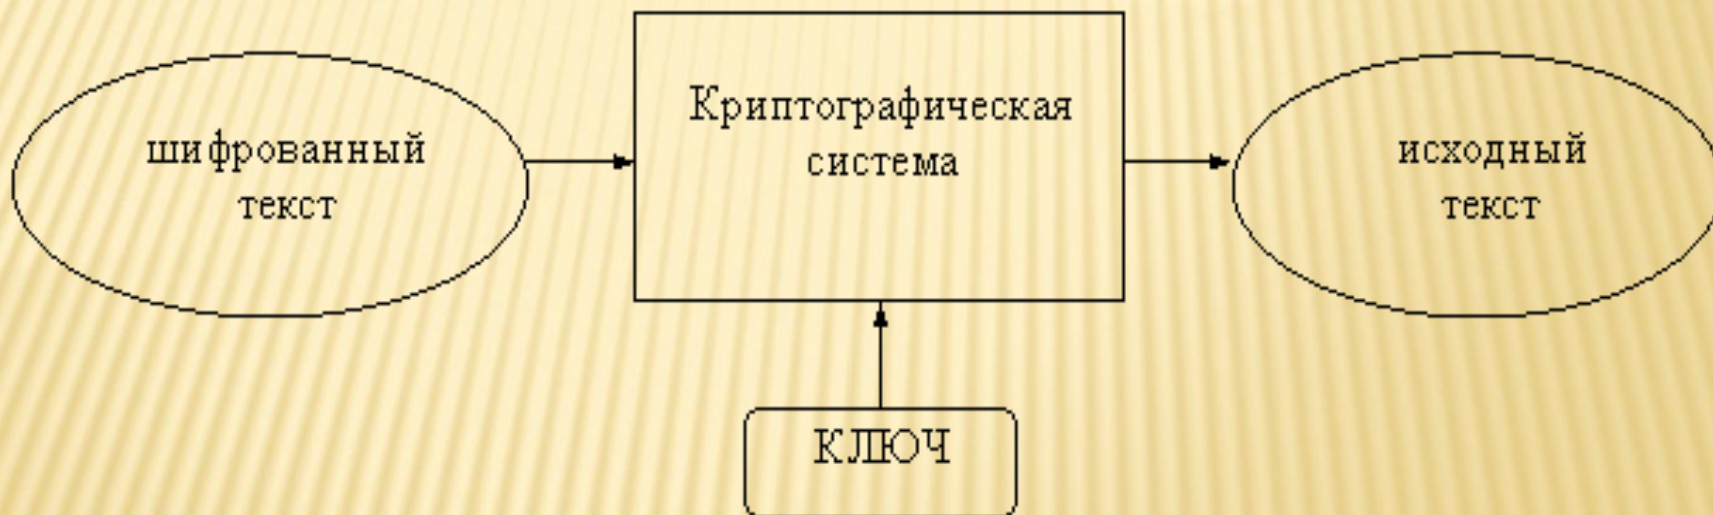 шифрованный
текст
Криптографическая
система
исходный
текст
КЛЮЧ